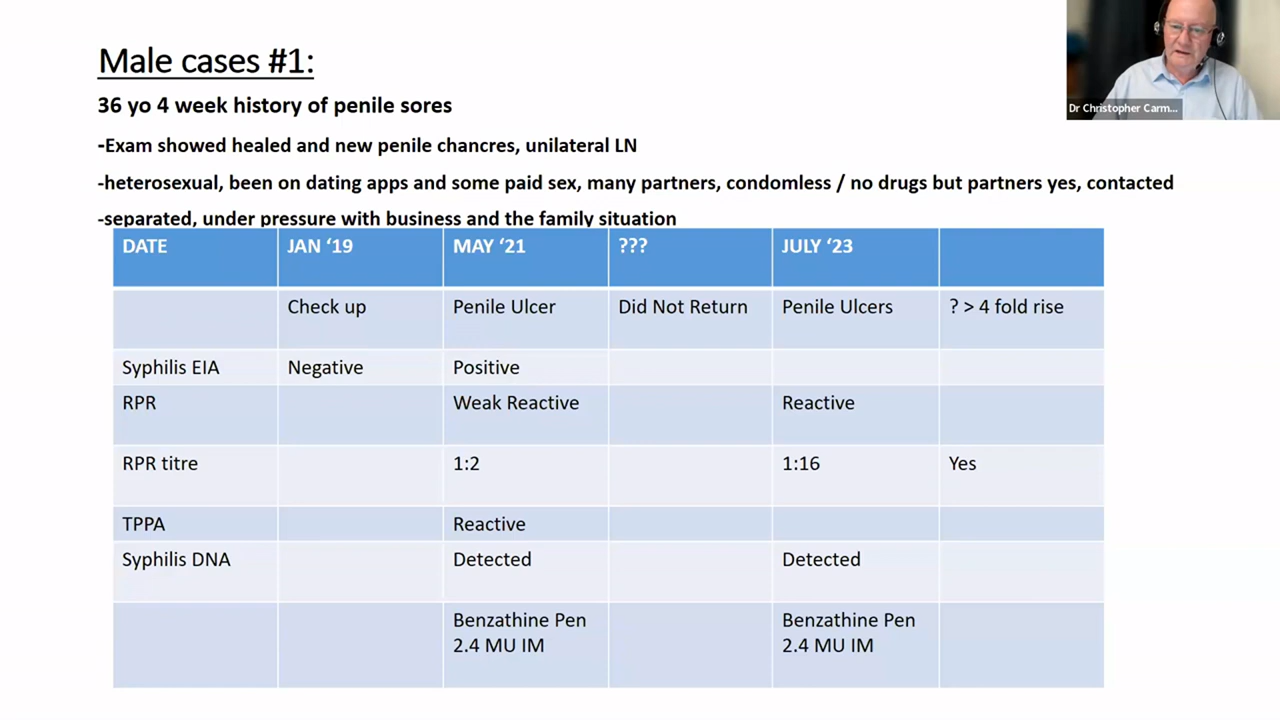 Male cases #1:
36 yo 4 week history of penile sores
-Exam showed healed and new penile chancres, unilateral LN
-heterosexual, been on dating apps and some paid sex, many partners, condomless / no drugs but partners yes, contacted
-separated, under pressure with business and the family situation
DATE JAN ‘19 MAY ‘21 ??? JULY ‘23
Check up Penile Ulcer Did Not Return Penile Ulcers ? > 4 fold rise
Syphilis EIA Negative Positive
RPR Weak Reactive Reactive
RPR titre 1:2 1:16 Yes
TPPA Reactive
Syphilis DNA Detected Detected
Benzathine Pen Benzathine Pen
2.4 MU IM 2.4 MU IM
Dr Christopher Carm...